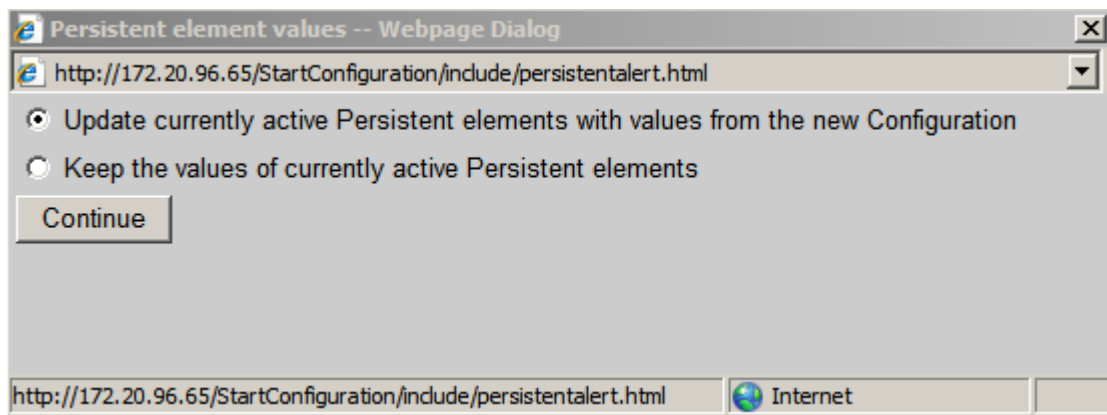 Persistent element values -- Webpage Dialog
http://172.20.96.65/StartConfiguration/include/persistentalert.html
Update currently active Persistent elements with values from the new Configuration
Keep the values of currently active Persistent elements
Continue
http://172.20.96.65/StartConfiguration/include/persistentalert.html Internet